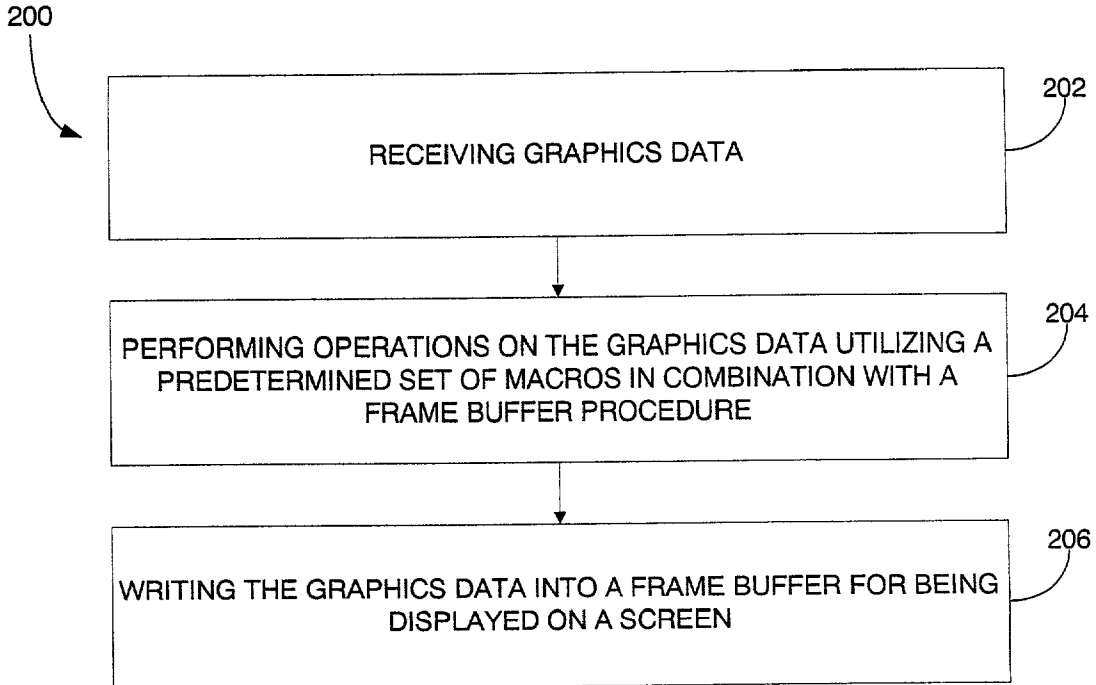 200
202
RECEIVING GRAPHICS DATA
204
PERFORMING OPERATIONS ON THE GRAPHICS DATA UTILIZING A
PREDETERMINED SET OF MACROS IN COMBINATION WITH A
FRAME BUFFER PROCEDURE
206
WRITING THE GRAPHICS DATA INTO A FRAME BUFFER FOR BEING
DISPLAYED ON A SCREEN